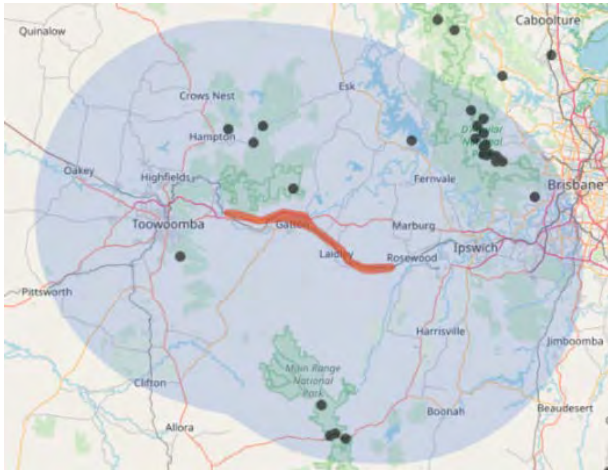 Caboolture
Quinalow
Esk
Crows Nest
Hampton
National
Oakey
Highfields
Fernvale
Brisbane
Toowoomba
Gatton
Marburg
Ipswich
Laidley
Rosewood
Pittsworth
Harrisville
Jimboomba
Main Range
National
Park
Clifton
Boonah
Beaudesert
Allora